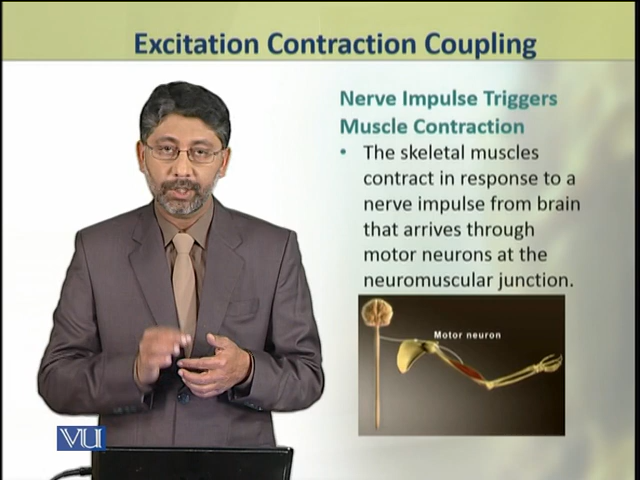 Excitation Contraction Coupling
Nerve Impulse Triggers
Muscle Contraction
• The skeletal muscles
contract in response to a
nerve impulse from brain
that arrives through
motor neurons at the
neuromuscular junction.
Motor neuron
VU